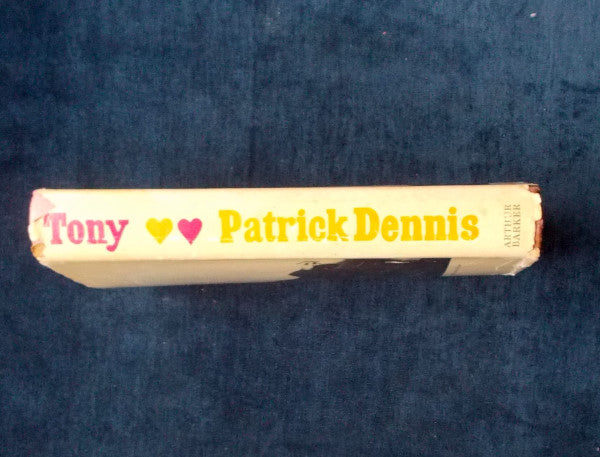 Tony 💛💗 Patrick Dennis
ARTHUR
BARKER